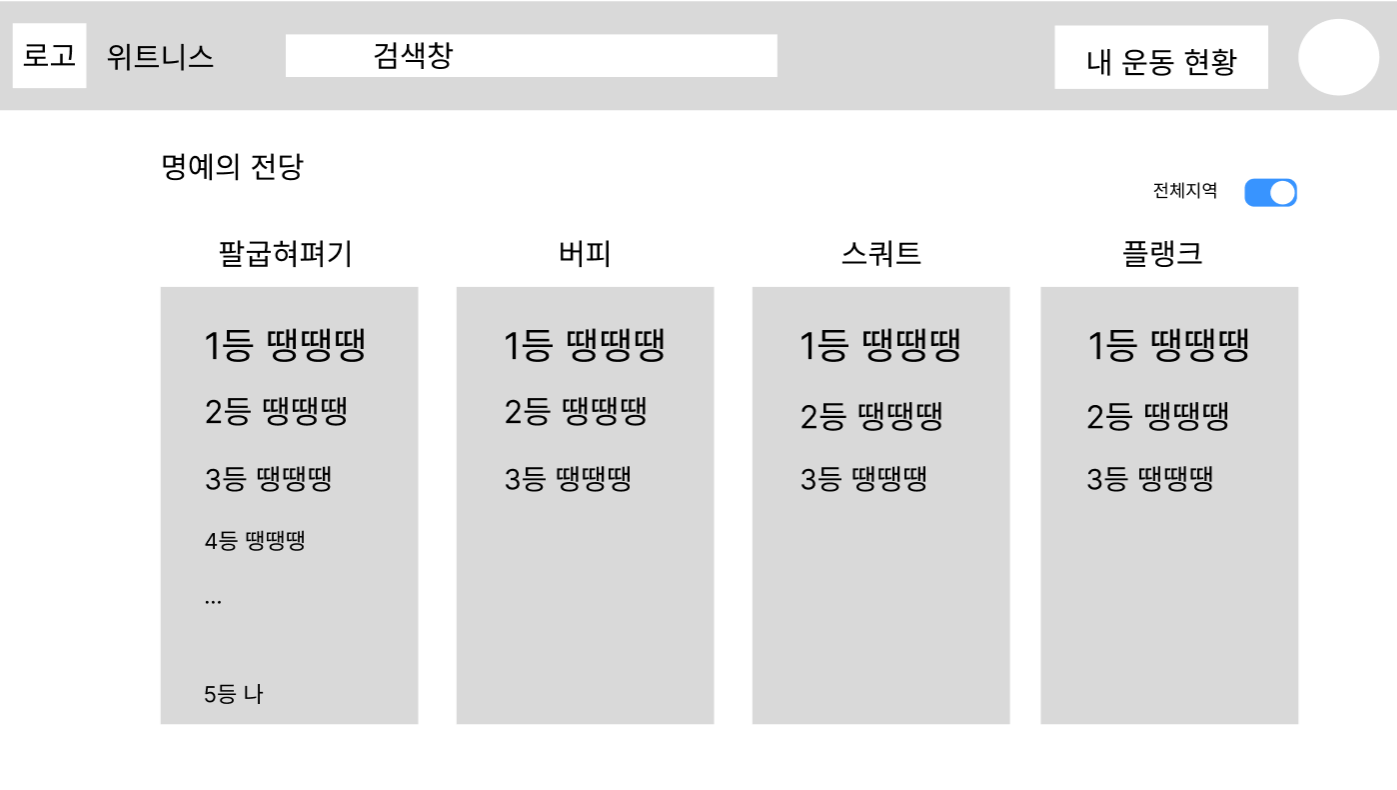 로고
위트니스
검색창
내 운동 현황
명예의 전당
전체지역
팔굽혀펴기
1등 땡땡땡
2등 땡땡땡
3등 땡땡땡
4등 땡땡땡
...
5등 나
버피
1등 땡땡땡
2등 땡땡땡
3등 땡땡땡
스쿼트
1등 땡땡땡
2등 땡땡땡
3등 땡땡땡
플랭크
1등 땡땡땡
2등 땡땡땡
3등 땡땡땡